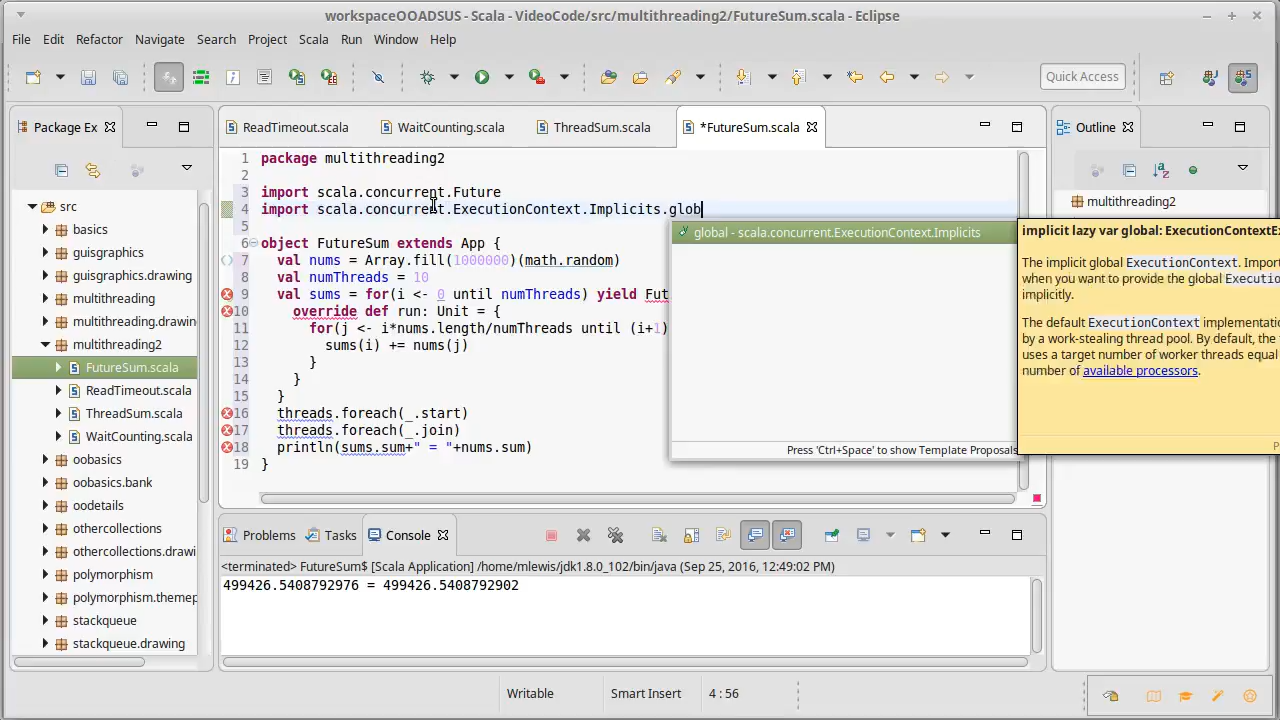 workspaceOOADSUS - Scala - VideoCode/src/multithreading2/FutureSum.scala - Eclipse
File Edit Refactor Navigate Search Project Scala Run Window Help
Quick Access
Package Ex
ReadTimeout.scala
WaitCounting.scala
ThreadSum.scala
*FutureSum.scala
Outline
src
basics
guisgraphics
guisgraphics.drawing
multithreading
multithreading.drawin
multithreading2
FutureSum.scala
ReadTimeout.scala
ThreadSum.scala
WaitCounting.scala
oobasics
oobasics.bank
oodetails
othercollections
othercollections.drawi
polymorphism
polymorphism.themep
stackqueue
stackqueue.drawing
1 package multithreading2
2
3 import scala.concurrent.Future
4 import scala.concurrent.ExecutionContext.Implicits.glob
5
6 object FutureSum extends App {
7 val nums = Array.fill(1000000)(math.random)
8 val numThreads = 10
9 val sums = for(i <- 0 until numThreads) yield Fut
10 override def run: Unit = {
11 for(j <- i*nums.length/numThreads until (i+1)
12 sums(i) += nums(j)
13 }
14 }
15 }
16 threads.foreach(_.start)
17 threads.foreach(_.join)
18 println(sums.sum+" = "+nums.sum)
19 }
global - scala.concurrent.ExecutionContext.Implicits
Press 'Ctrl+Space' to show Template Proposals
multithreading2
implicit lazy var global: ExecutionContextE
The implicit global ExecutionContext. Import
when you want to provide the global Execution
implicitly.
The default ExecutionContext implementatio
by a work-stealing thread pool. By default, the
uses a target number of worker threads equal
number of available processors.
Problems
Tasks
Console
<terminated> FutureSum$ [Scala Application] /home/mlewis/jdk1.8.0_102/bin/java (Sep 25, 2016, 12:49:02 PM)
499426.5408792976 = 499426.5408792902
Writable
Smart Insert
4 : 56